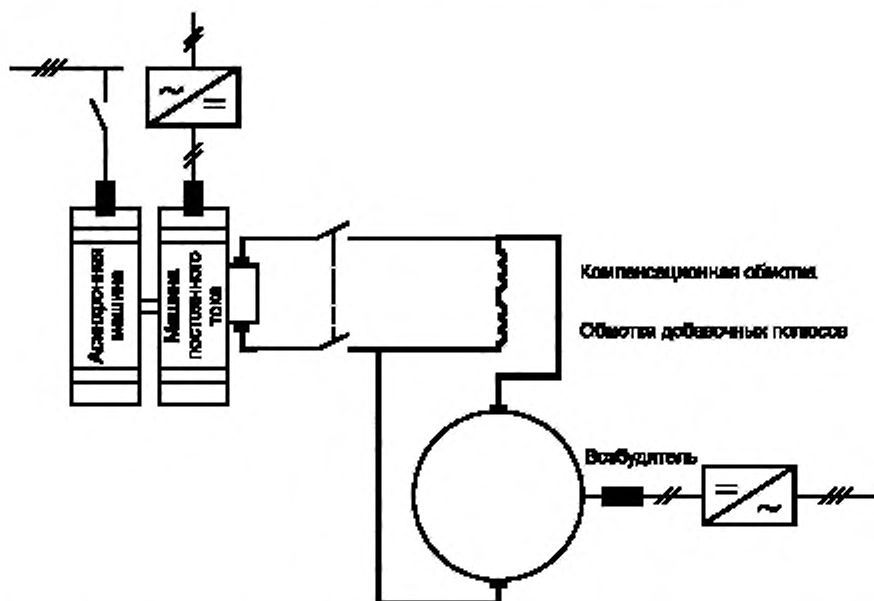 Асинхронная
машина
Машина
постоянного
тока
Компенсационная обмотка
Обмотка добавочных полюсов
Возбудитель